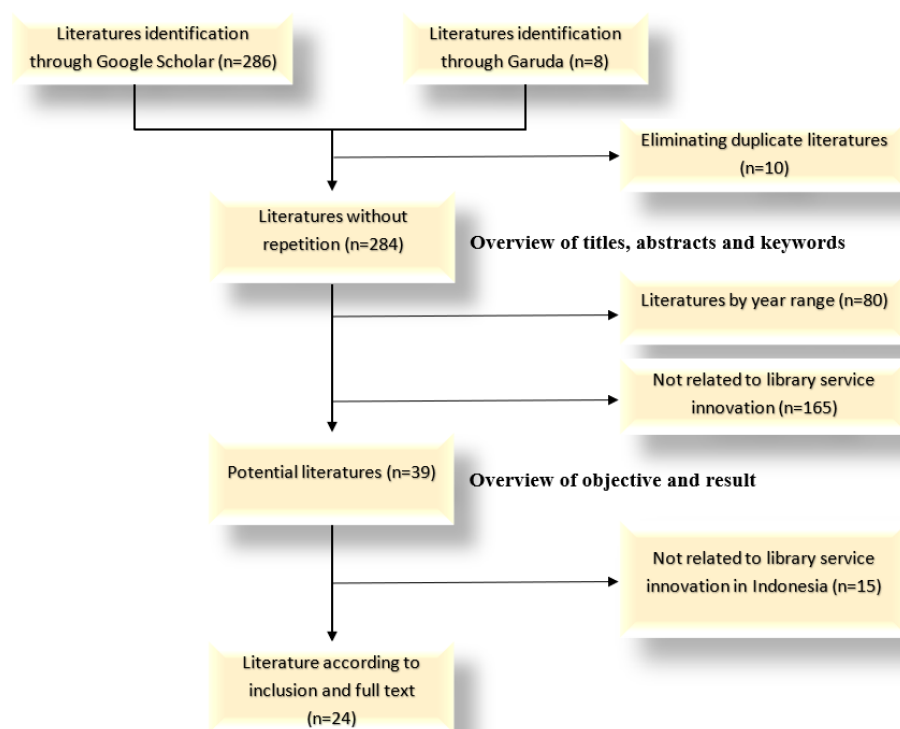 Literatures identification
through Google Scholar (n=286)
Literatures identification
through Garuda (n=8)
Eliminating duplicate literatures
(n=10)
Literatures without
repetition (n=284)
Overview of titles, abstracts and keywords
Literatures by year range (n=80)
Not related to library service
innovation (n=165)
Potential literatures (n=39)
Overview of objective and result
Not related to library service
innovation in Indonesia (n=15)
Literature according to
inclusion and full text
(n=24)